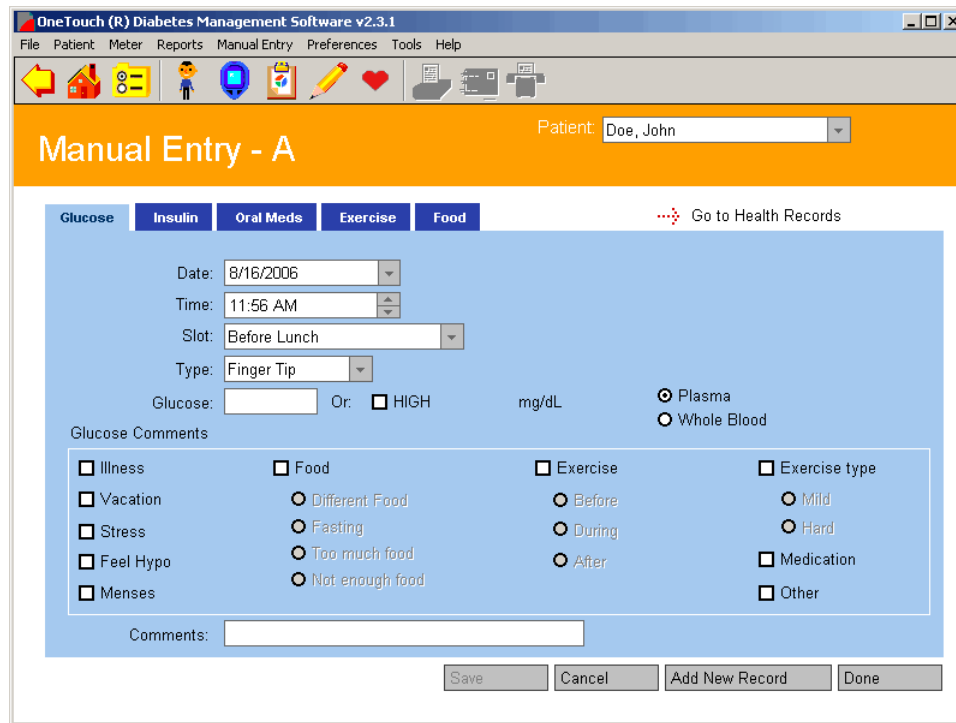 OneTouch (R) Diabetes Management Software v2.3.1
File Patient Meter Reports Manual Entry Preferences Tools Help
Patient: Doe, John
Manual Entry - A
Glucose Insulin Oral Meds Exercise Food Go to Health Records
Date: 8/16/2006
Time: 11:56 AM
Slot: Before Lunch
Type: Finger Tip
Glucose: Or: HIGH mg/dL Plasma
Whole Blood
Glucose Comments
Illness Food Exercise Exercise type
Vacation Different Food Before Mild
Stress Fasting During Hard
Feel Hypo Too much food After Medication
Menses Not enough food Other
Comments:
Save Cancel Add New Record Done